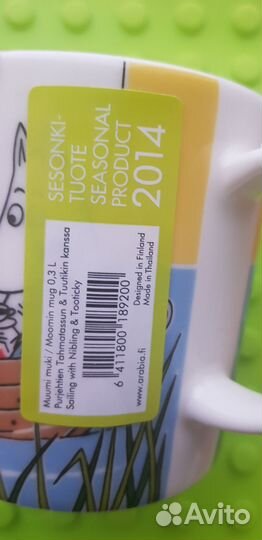 SESONKI-
TUOTE
SEASONAL
PRODUCT
2014
Muumi muki / Moomin mug 0,3 L
Purjehtien Tahmatassun & Tuutikin kanssa
Sailing with Nibling & Tooticky
6 411800 189200
www.arabia.fi
Designed in Finland
Made in Thailand
Avito